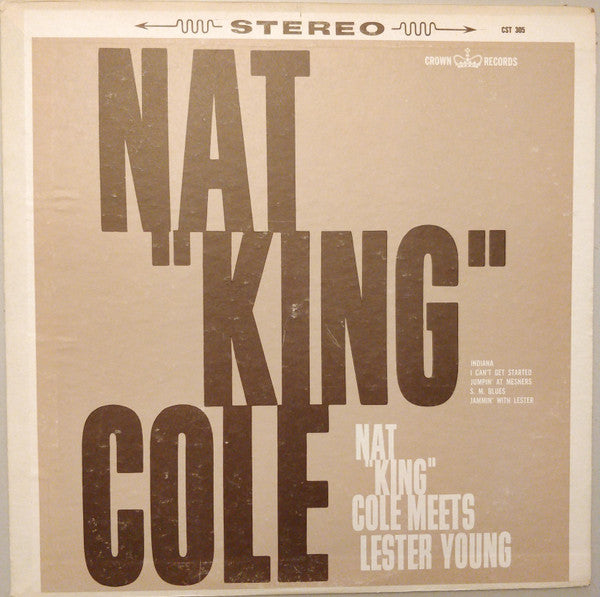 STEREO
CST 305
CROWN RECORDS
NAT
"KING"
COLE
INDIANA
I CAN'T GET STARTED
JUMPIN' AT MESNERS
S. M. BLUES
JAMMIN' WITH LESTER
NAT
"KING"
COLE MEETS
LESTER YOUNG